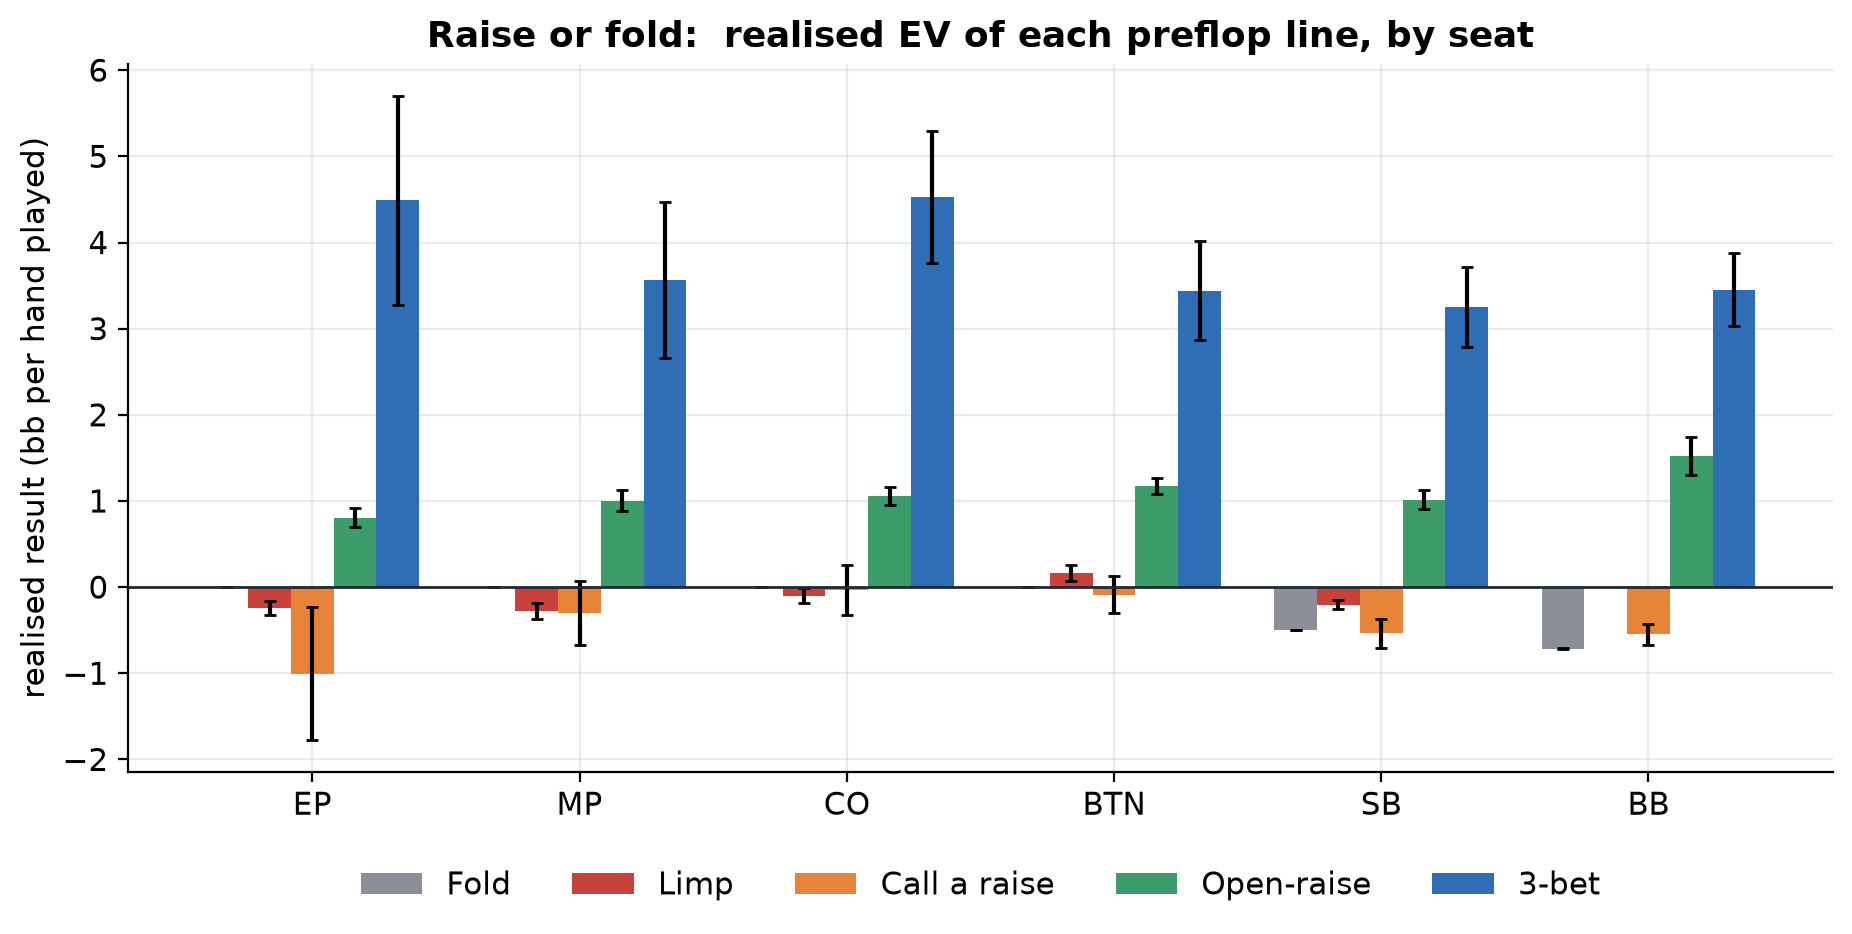 Raise or fold:  realised EV of each preflop line, by seat
realised result (bb per hand played)
6
5
4
3
2
1
0
−1
−2
EP MP CO BTN SB BB
Fold Limp Call a raise Open-raise 3-bet